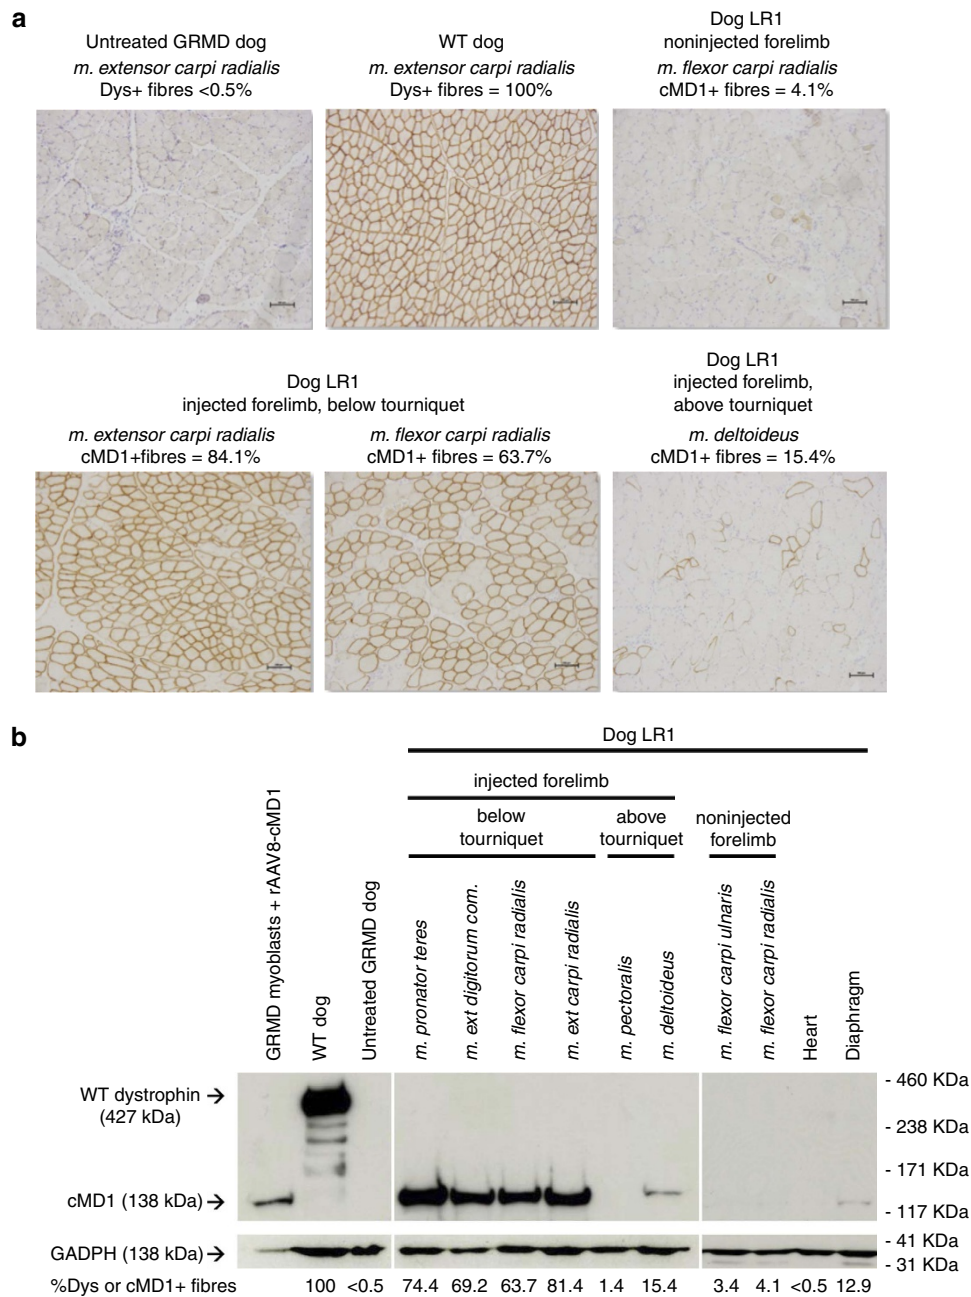 a
Untreated GRMD dog
m. extensor carpi radialis
Dys+ fibres <0.5%
WT dog
m. extensor carpi radialis
Dys+ fibres = 100%
Dog LR1
noninjected forelimb
m. flexor carpi radialis
cMD1+ fibres = 4.1%
Dog LR1
injected forelimb, below tourniquet
m. extensor carpi radialis
cMD1+fibres = 84.1%
m. flexor carpi radialis
cMD1+ fibres = 63.7%
Dog LR1
injected forelimb,
above tourniquet
m. deltoideus
cMD1+ fibres = 15.4%
b
Dog LR1
injected forelimb
below
tourniquet
above
tourniquet
noninjected
forelimb
GRMD myoblasts + rAAV8-cMD1
WT dog
Untreated GRMD dog
m. pronator teres
m. ext digitorum com.
m. flexor carpi radialis
m. ext carpi radialis
m. pectoralis
m. deltoideus
m. flexor carpi ulnaris
m. flexor carpi radialis
Heart
Diaphragm
WT dystrophin →
(427 kDa)
cMD1 (138 kDa) →
GADPH (138 kDa) →
- 460 KDa
- 238 KDa
- 171 KDa
- 117 KDa
- 41 KDa
- 31 KDa
%Dys or cMD1+ fibres 100 <0.5 74.4 69.2 63.7 81.4 1.4 15.4 3.4 4.1 <0.5 12.9